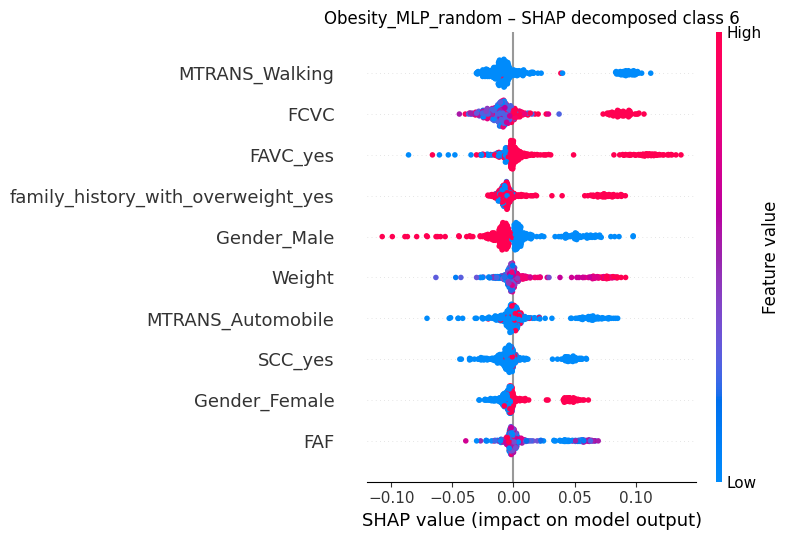 Obesity_MLP_random – SHAP decomposed class 6
High
MTRANS_Walking
FCVC
FAVC_yes
family_history_with_overweight_yes
Gender_Male
Weight
MTRANS_Automobile
SCC_yes
Gender_Female
FAF
Feature value
Low
−0.10 −0.05 0.00 0.05 0.10
SHAP value (impact on model output)